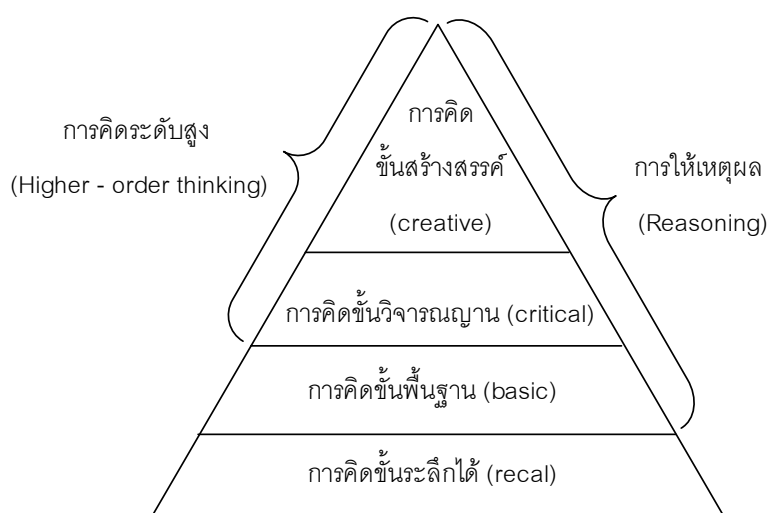 การคิดระดับสูง
(Higher - order thinking)
การคิด
ขั้นสร้างสรรค์
(creative)
การให้เหตุผล
(Reasoning)
การคิดขั้นวิจารณญาน (critical)
การคิดขั้นพื้นฐาน (basic)
การคิดขั้นระลึกได้ (recal)